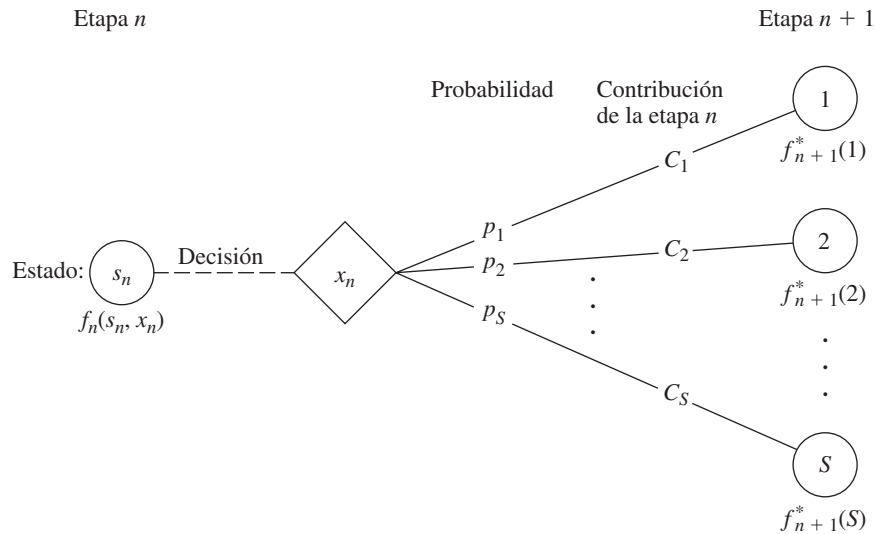 Etapa n
Etapa n + 1
Probabilidad
Contribución
de la etapa n
1
f*n + 1(1)
C1
p1
2
f*n + 1(2)
C2
p2
Estado:
sn
Decisión
xn
fn(sn, xn)
pS
CS
S
f*n + 1(S)